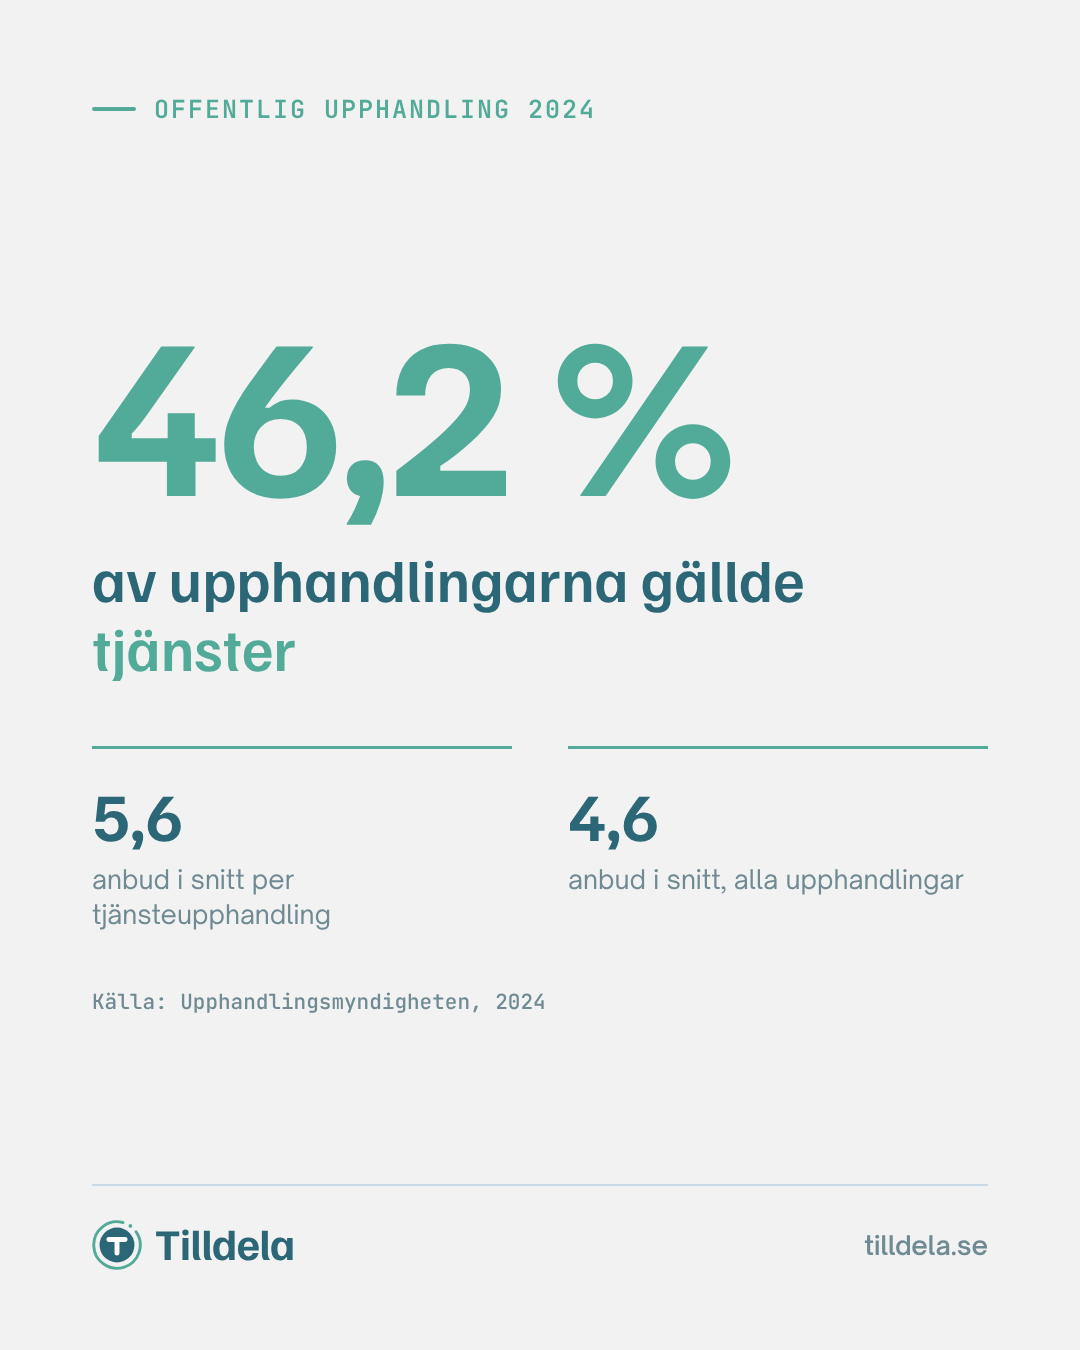 OFFENTLIG UPPHANDLING 2024
46,2 %
av upphandlingarna gällde
tjänster
5,6
anbud i snitt per
tjänsteupphandling
4,6
anbud i snitt, alla upphandlingar
Källa: Upphandlingsmyndigheten, 2024
T Tilldela
tilldela.se